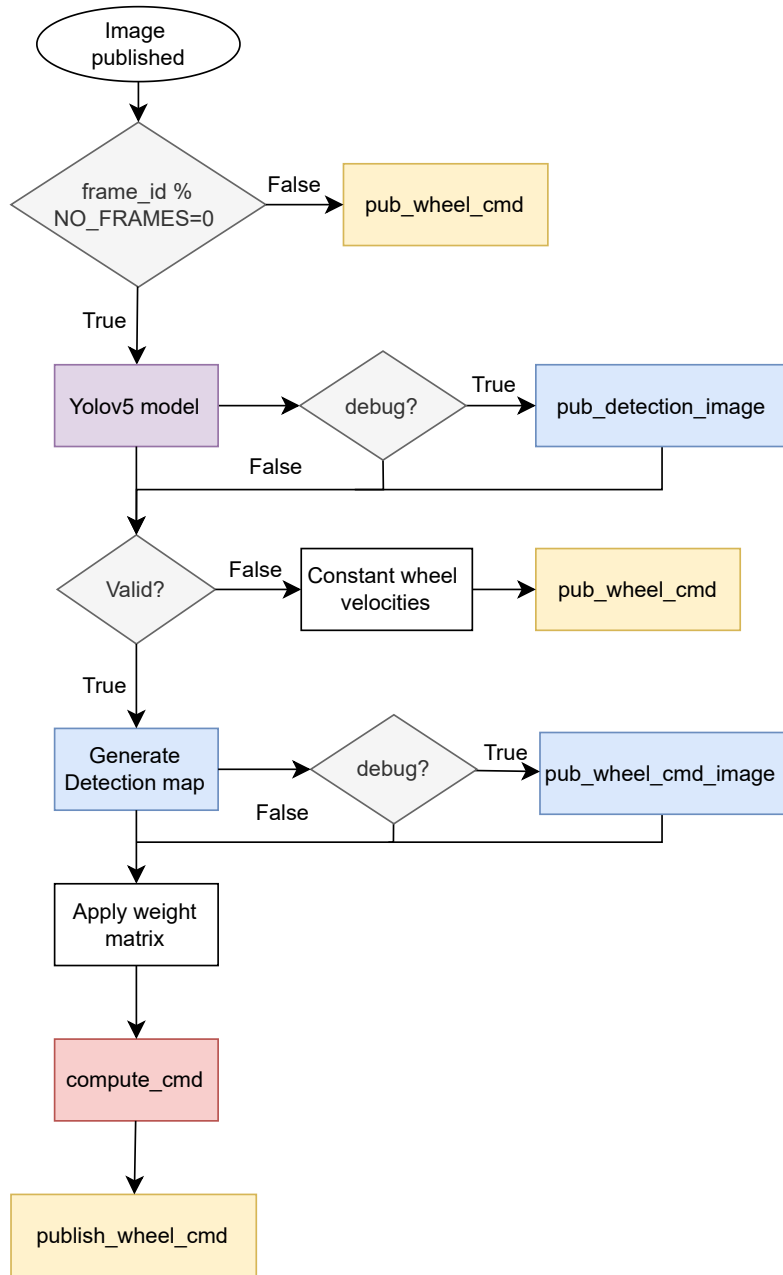 Image
published
frame_id %
NO_FRAMES=0
False
pub_wheel_cmd
True
Yolov5 model
debug?
True
pub_detection_image
False
Valid?
False
Constant wheel
velocities
pub_wheel_cmd
True
Generate
Detection map
debug?
True
pub_wheel_cmd_image
False
Apply weight
matrix
compute_cmd
publish_wheel_cmd